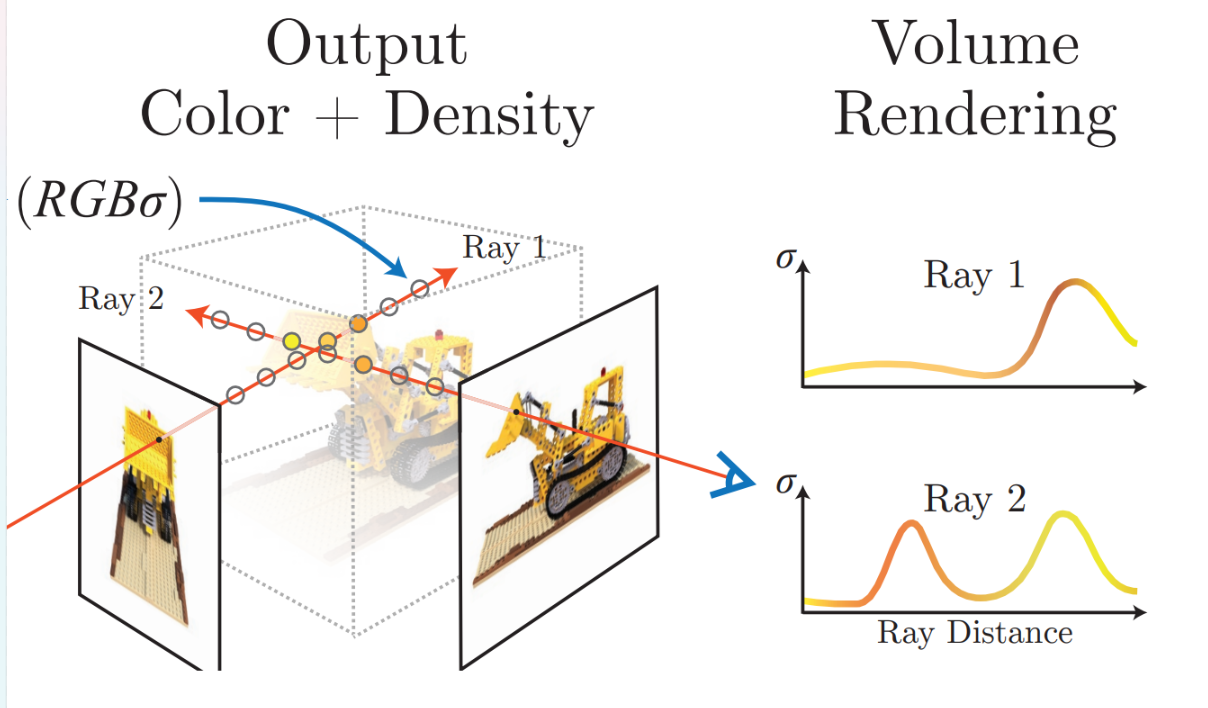 Output
Color + Density
Volume
Rendering
(RGBσ)
Ray 1
Ray 2
σ
Ray 1
σ
Ray 2
Ray Distance